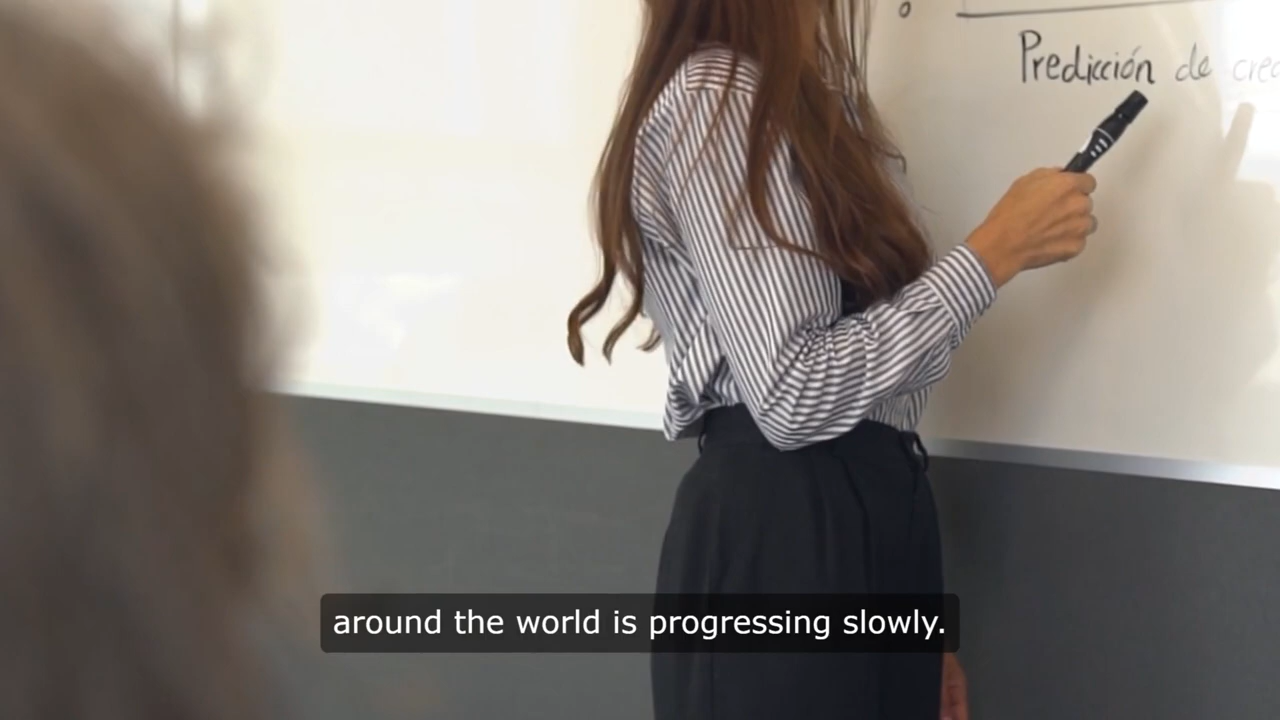 Predicción de
around the world is progressing slowly.